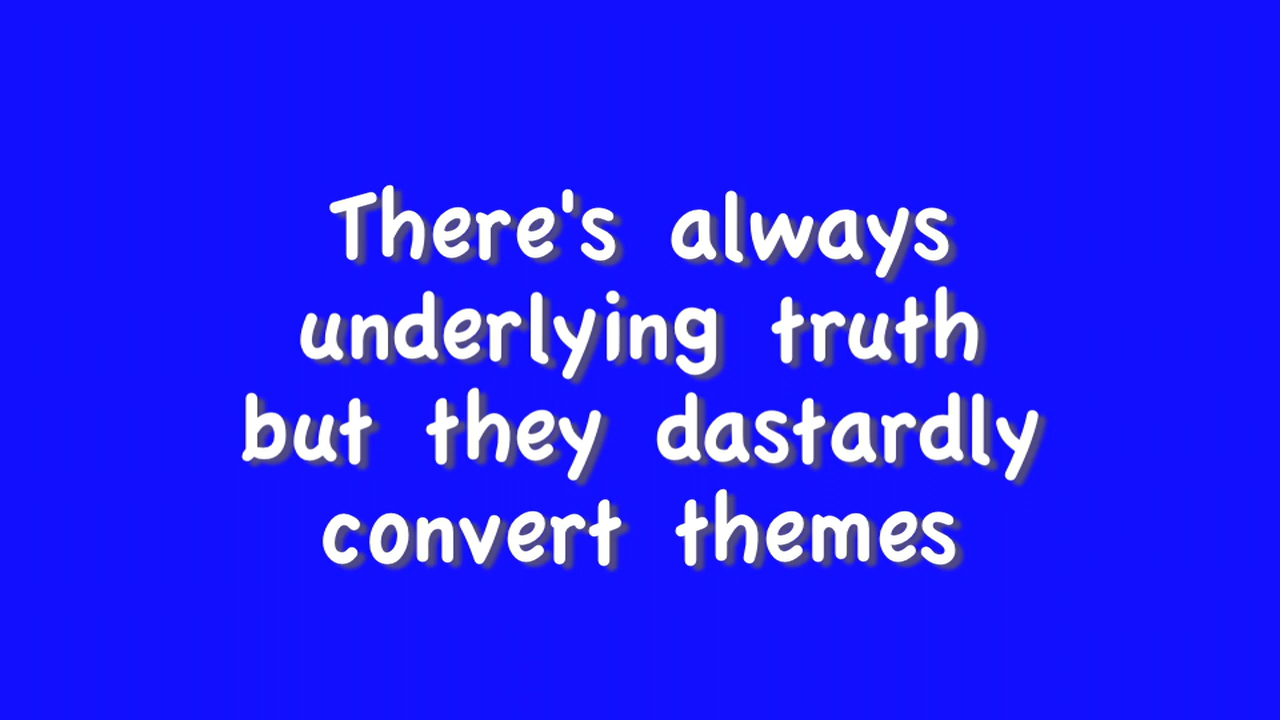 There's always
underlying truth
but they dastardly
convert themes